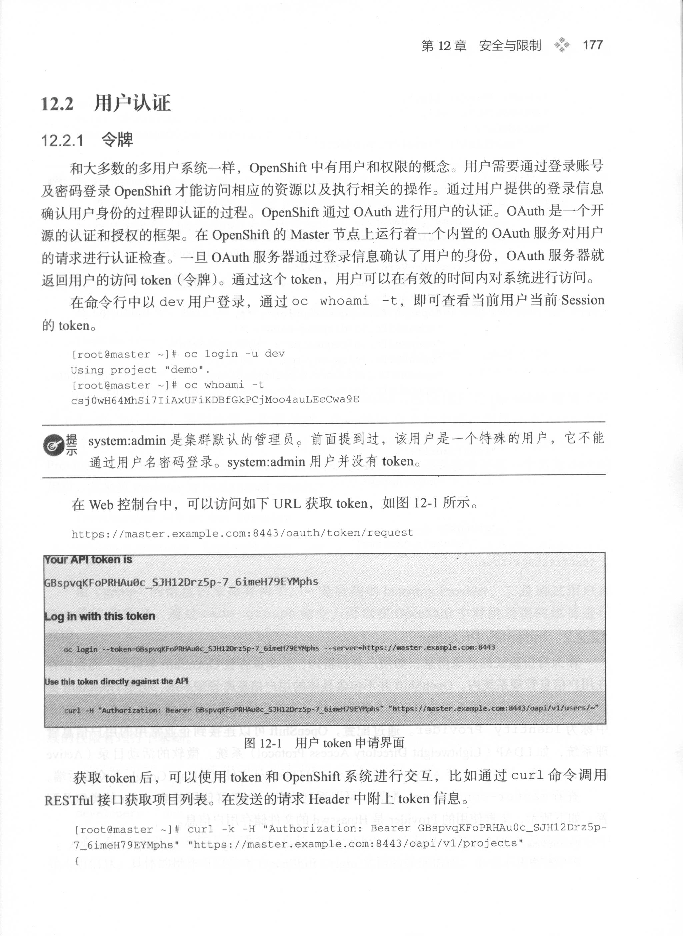 第 12 章 安全与限制 177
12.2 用户认证
12.2.1 令牌
和大多数的多用户系统一样，OpenShift 中有用户和权限的概念。用户需要通过登录账号
及密码登录 OpenShift 才能访问相应的资源以及执行相关的操作。通过用户提供的登录信息
确认用户身份的过程即认证的过程。OpenShift 通过 OAuth 进行用户的认证。OAuth 是一个开
源的认证和授权的框架。在 OpenShift 的 Master 节点上运行着一个内置的 OAuth 服务对用户
的请求进行认证检查。一旦 OAuth 服务器通过登录信息确认了用户的身份，OAuth 服务器就
返回用户的访问 token（令牌）。通过这个 token，用户可以在有效的时间内对系统进行访问。
在命令行中以 dev 用户登录，通过 oc whoami -t，即可查看当前用户当前 Session
的 token。
[root@master ~]# oc login -u dev
Using project "demo".
[root@master ~]# oc whoami -t
csj0wH64MhSi7IiAxUFiKDBfGkPCjMoo4auLEcCwa9E
提示 system:admin 是集群默认的管理员。前面提到过，该用户是一个特殊的用户，它不能
通过用户名密码登录。system:admin 用户并没有 token。
在 Web 控制台中，可以访问如下 URL 获取 token，如图 12-1 所示。
https://master.example.com:8443/oauth/token/request
Your API token is
GBspvqKFoPRHAu0c_SJH12Drz5p-7_6imeH79EYMphs
Log in with this token
oc login --token=GBspvqKFoPRHAu0c_SJH12Drz5p-7_6imeH79EYMphs --server=https://master.example.com:8443
Use this token directly against the API
curl -H "Authorization: Bearer GBspvqKFoPRHAu0c_SJH12Drz5p-7_6imeH79EYMphs" "https://master.example.com:8443/oapi/v1/users/~"
图 12-1 用户 token 申请界面
获取 token 后，可以使用 token 和 OpenShift 系统进行交互，比如通过 curl 命令调用
RESTful 接口获取项目列表。在发送的请求 Header 中附上 token 信息。
[root@master ~]# curl -k -H "Authorization: Bearer GBspvqKFoPRHAu0c_SJH12Drz5p-
7_6imeH79EYMphs" "https://master.example.com:8443/oapi/v1/projects"
{